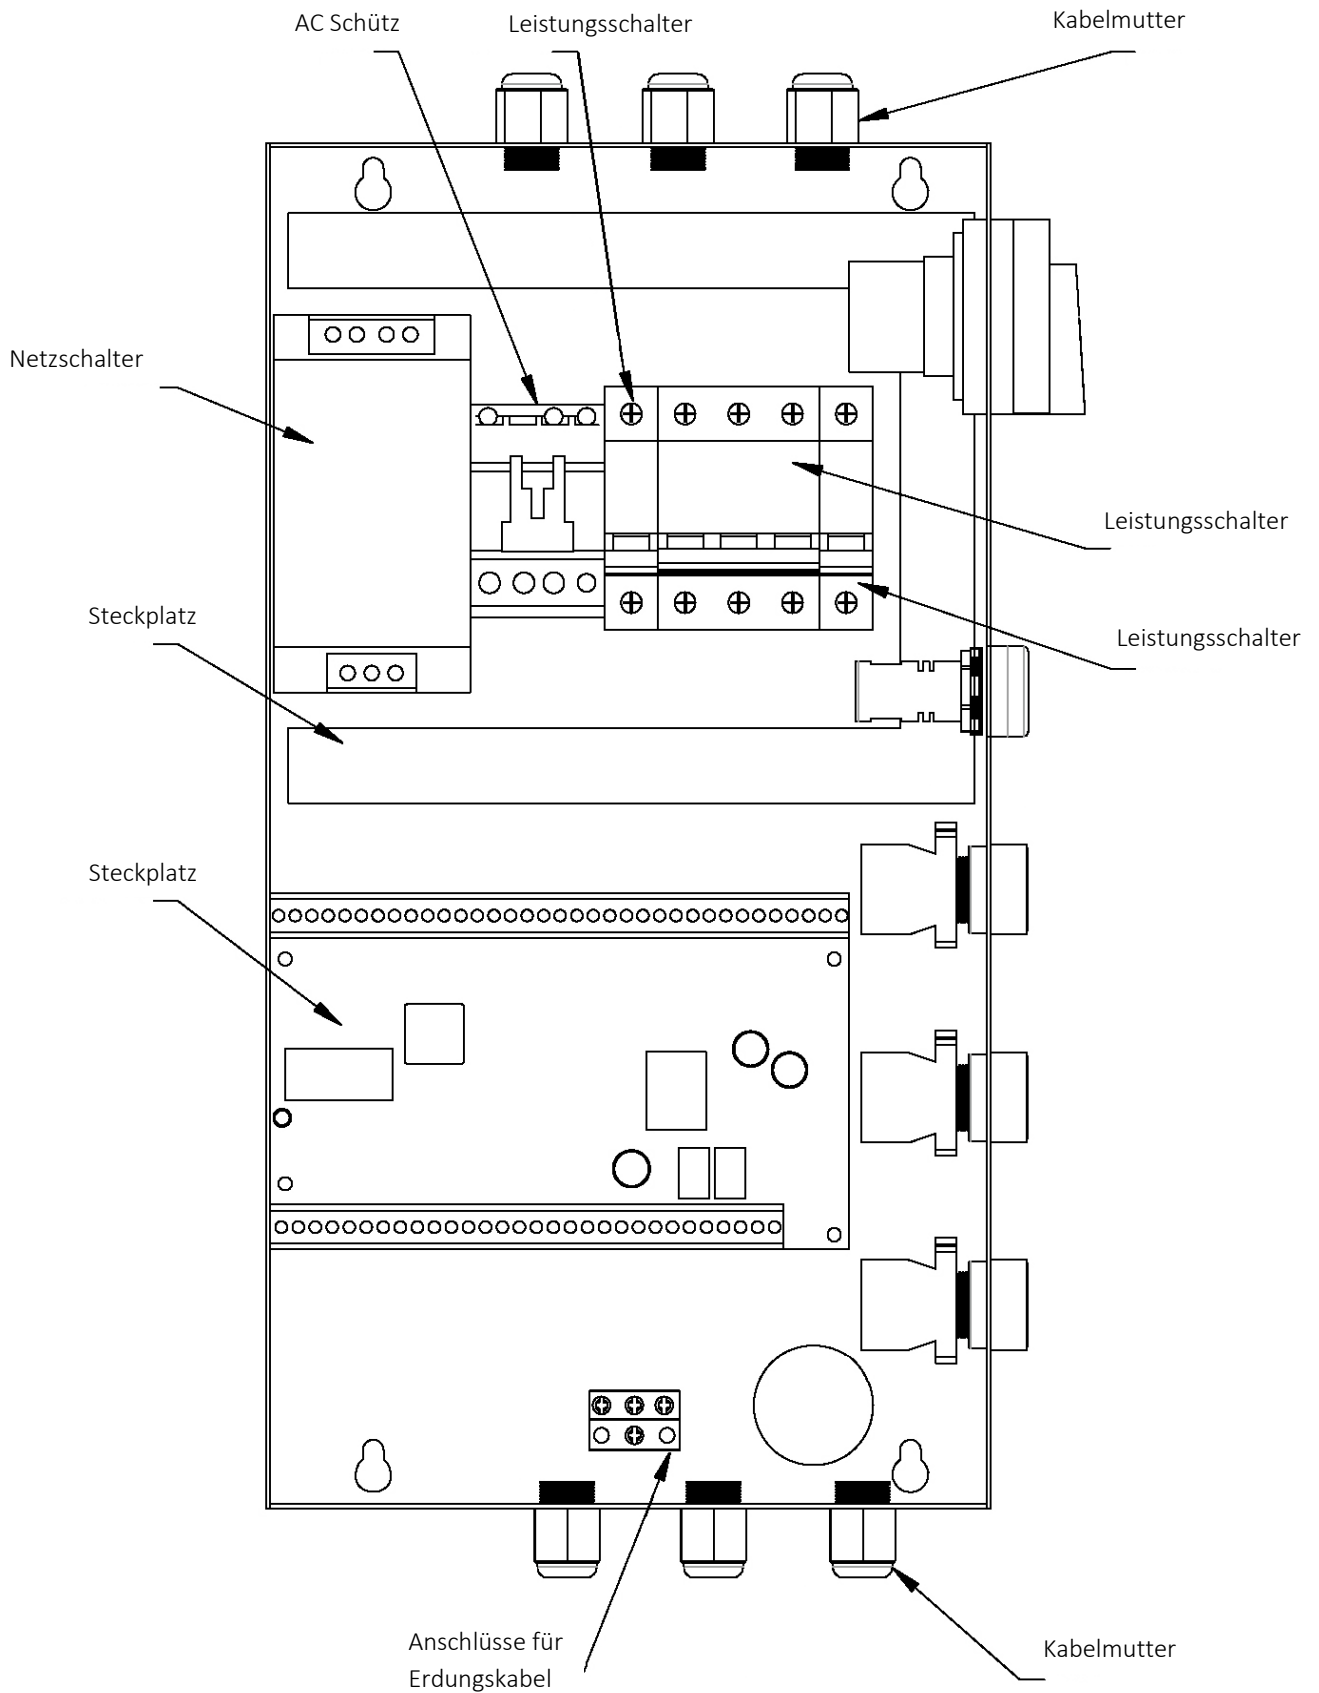 AC Schütz
Leistungsschalter
Kabelmutter
Netzschalter
Leistungsschalter
Steckplatz
Leistungsschalter
Steckplatz
Anschlüsse für
Erdungskabel
Kabelmutter